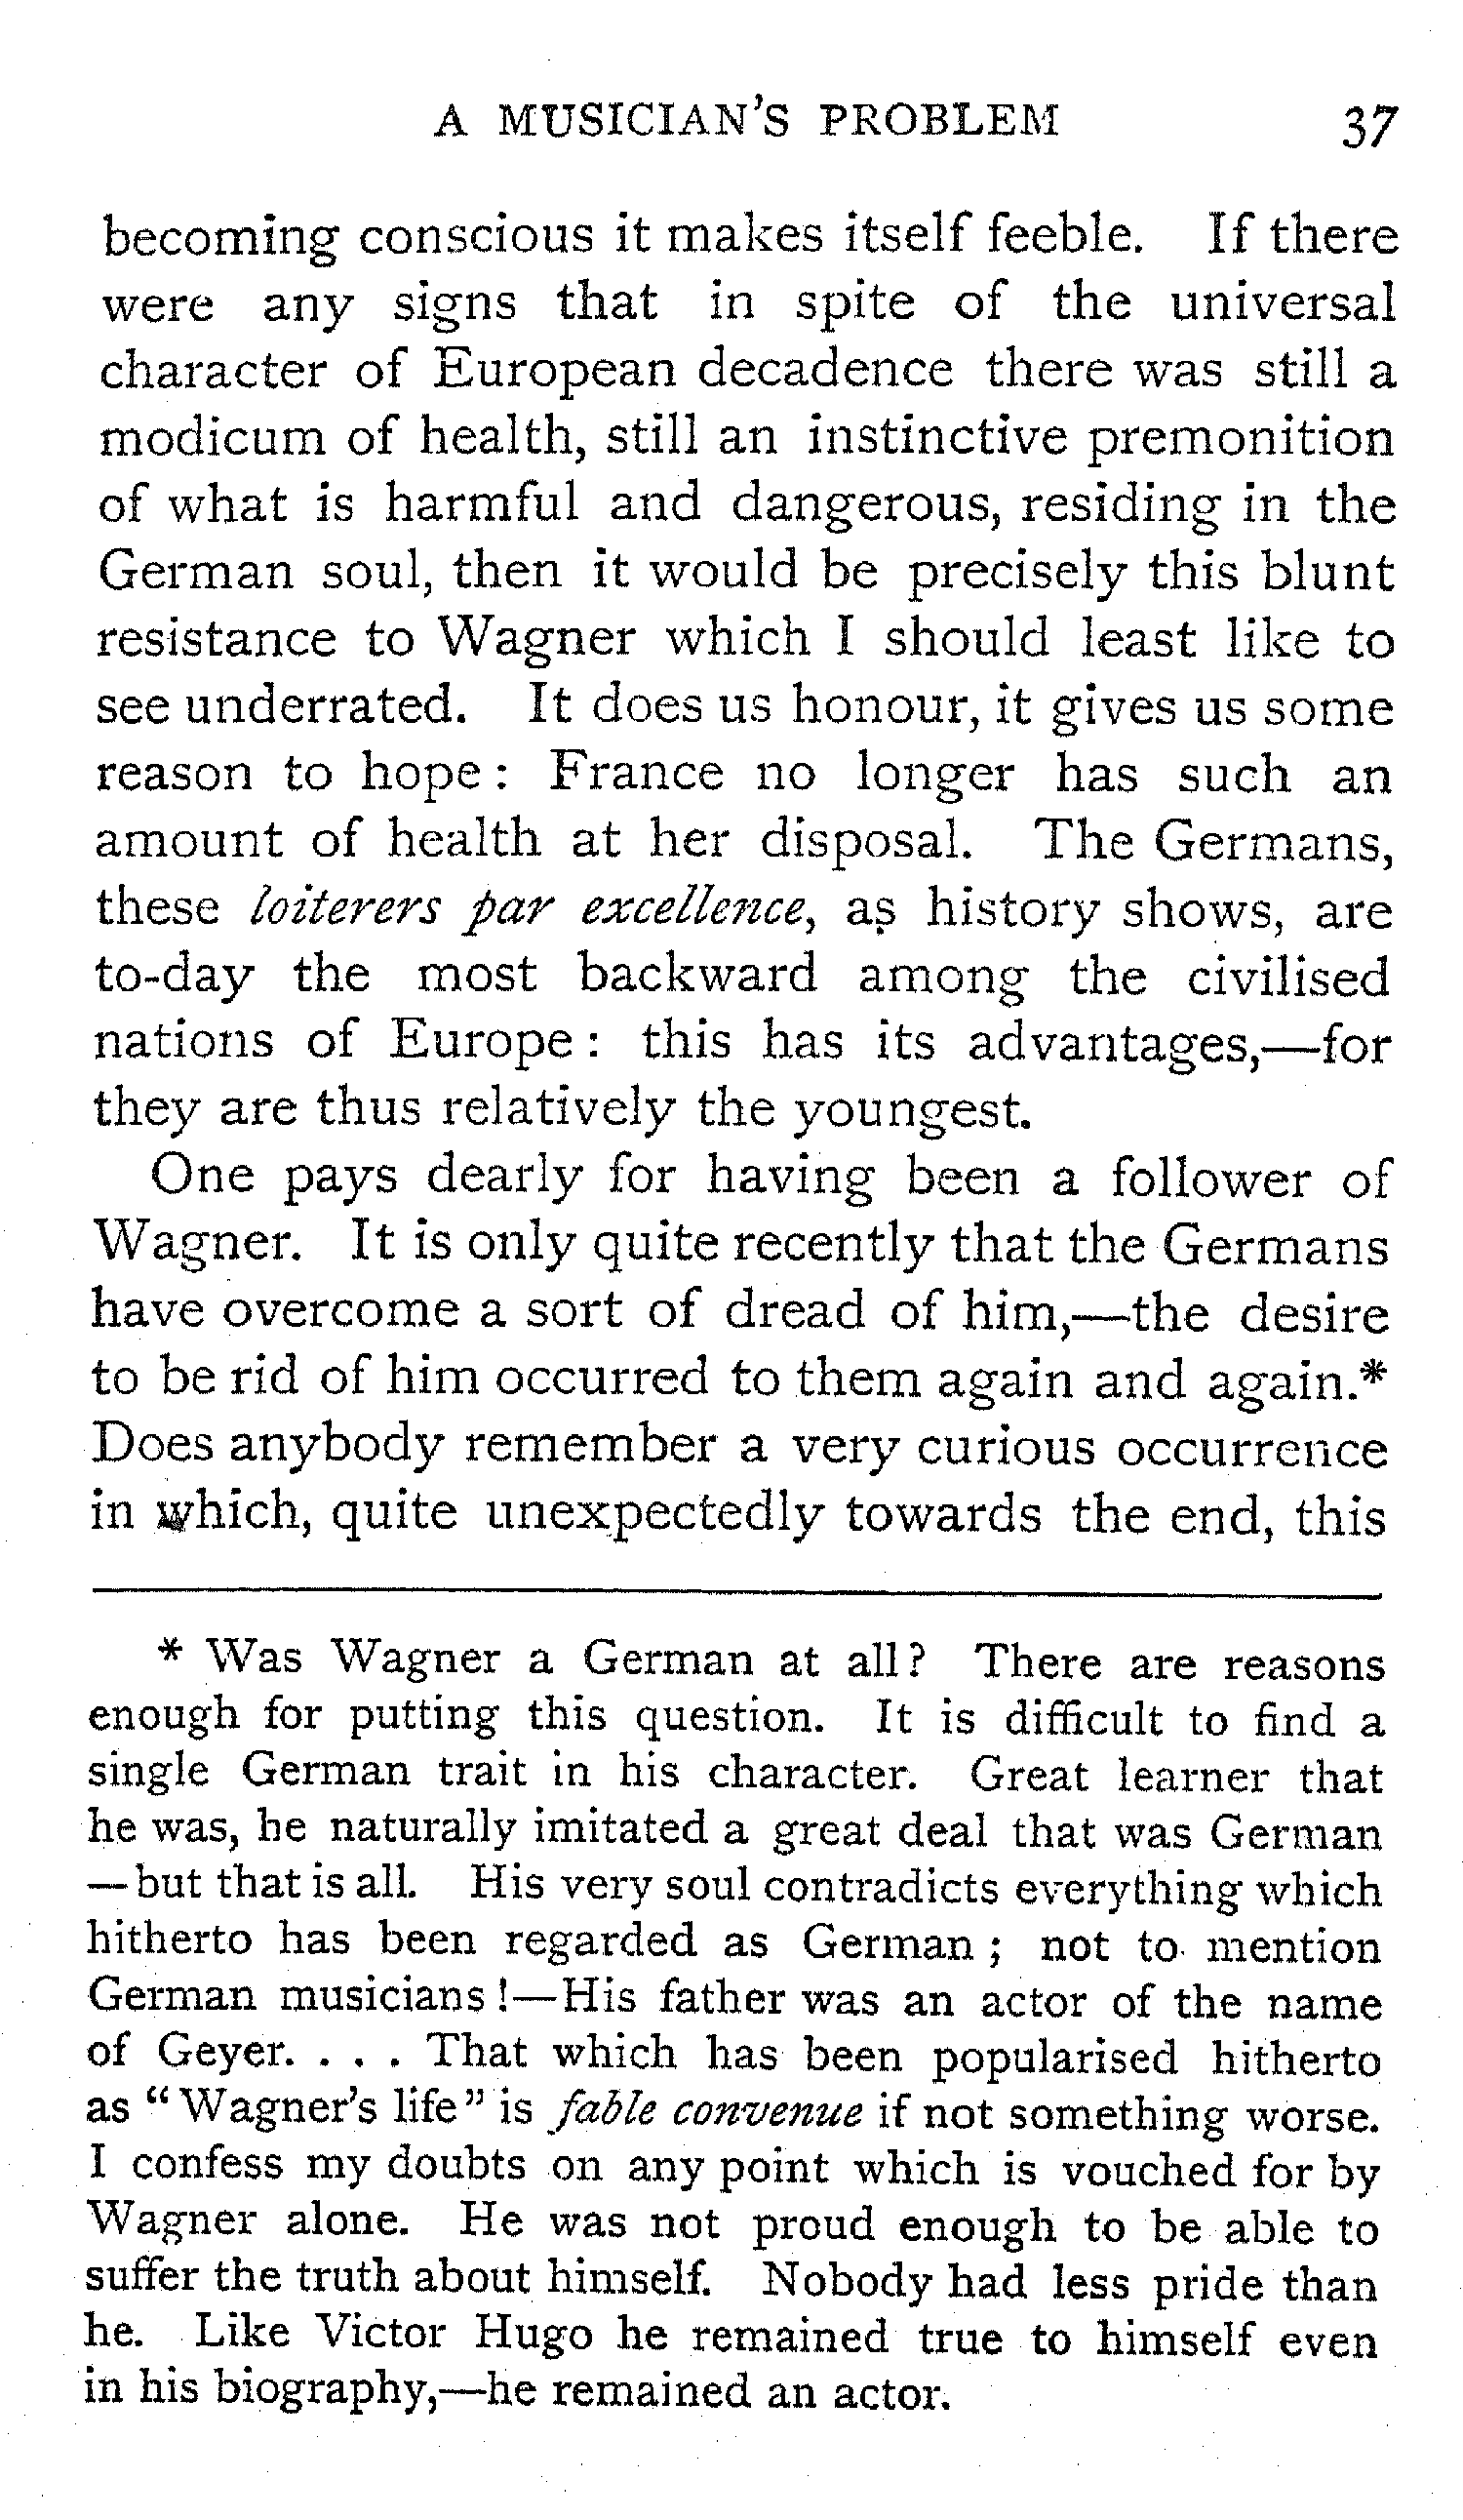 A MUSICIAN'S PROBLEM 37
becoming conscious it makes itself feeble. If there
were any signs that in spite of the universal
character of European decadence there was still a
modicum of health, still an instinctive premonition
of what is harmful and dangerous, residing in the
German soul, then it would be precisely this blunt
resistance to Wagner which I should least like to
see underrated. It does us honour, it gives us some
reason to hope: France no longer has such an
amount of health at her disposal. The Germans,
these loiterers par excellence, as history shows, are
to-day the most backward among the civilised
nations of Europe: this has its advantages,—for
they are thus relatively the youngest.
One pays dearly for having been a follower of
Wagner. It is only quite recently that the Germans
have overcome a sort of dread of him,—the desire
to be rid of him occurred to them again and again.*
Does anybody remember a very curious occurrence
in which, quite unexpectedly towards the end, this
* Was Wagner a German at all? There are reasons
enough for putting this question. It is difficult to find a
single German trait in his character. Great learner that
he was, he naturally imitated a great deal that was German
—but that is all. His very soul contradicts everything which
hitherto has been regarded as German; not to mention
German musicians!—His father was an actor of the name
of Geyer. . . . That which has been popularised hitherto
as "Wagner's life" is fable convenue if not something worse.
I confess my doubts on any point which is vouched for by
Wagner alone. He was not proud enough to be able to
suffer the truth about himself. Nobody had less pride than
he. Like Victor Hugo he remained true to himself even
in his biography,—he remained an actor.